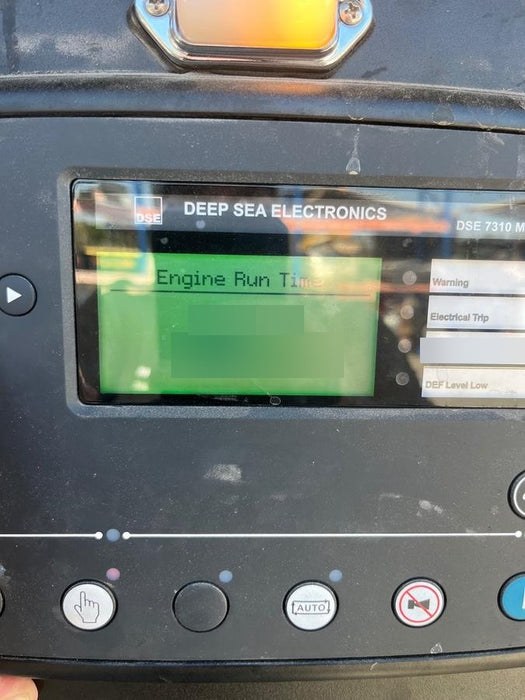 DSE
DEEP SEA ELECTRONICS
DSE 7310 M
Engine Run Time
Warning
Electrical Trip
DEF Level Low
AUTO